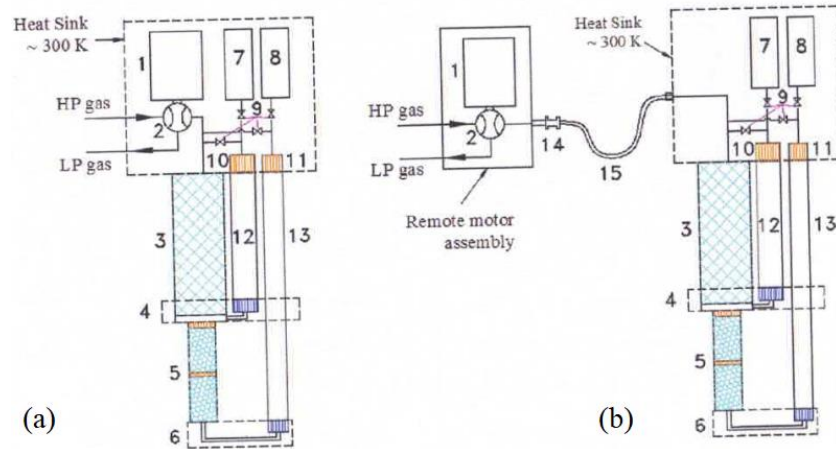 Heat Sink
~ 300 K
1
7
8
HP gas
2
9
LP gas
10
11
3
12
13
4
5
6
(a)
Heat Sink
~ 300 K
1
7
8
HP gas
2
9
LP gas
14
15
10
11
Remote motor
assembly
3
12
13
4
5
6
(b)